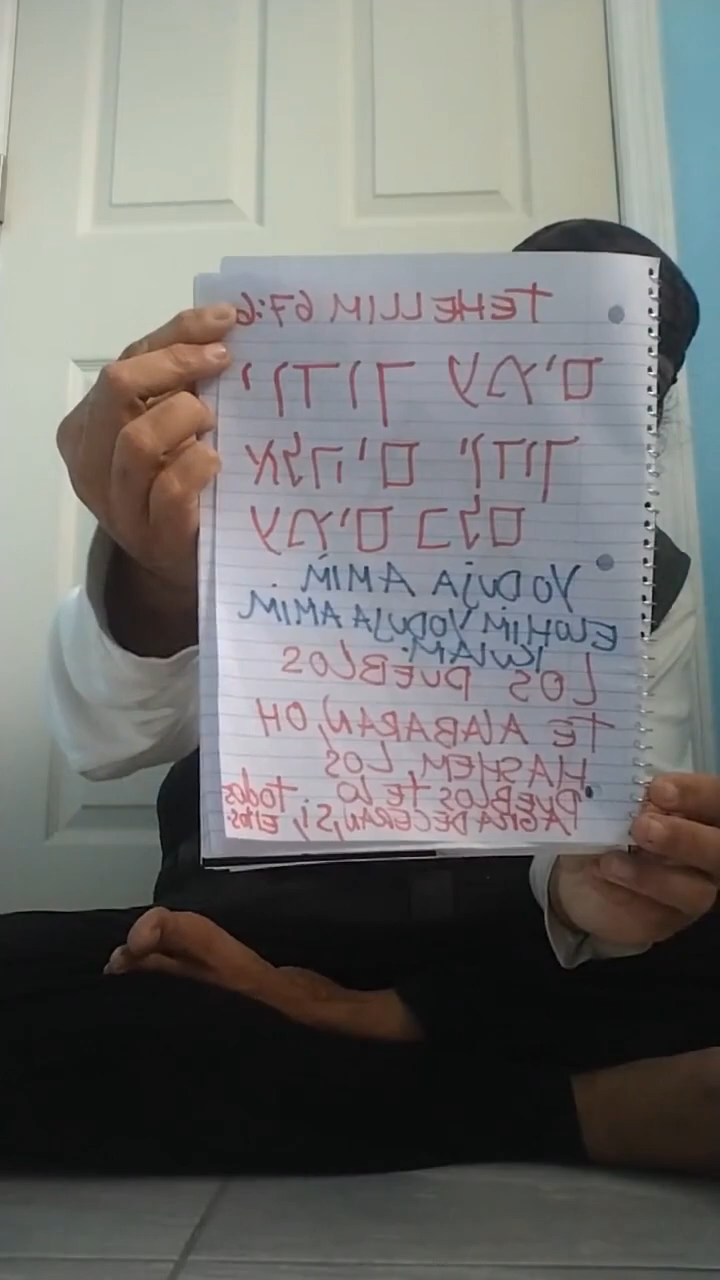 TEHELLIM 67:6
יודוך עמים
אלהים יודוך
עמים כלם
YODUJA AMIM.
ELOHIM YODUJA AMIM.
KULAM.
LOS PUEBLOS
TE ALABARAN, OH
HASHEM LOS
PUEBLOS TE LO. todos
AGRADECERAN, SI,